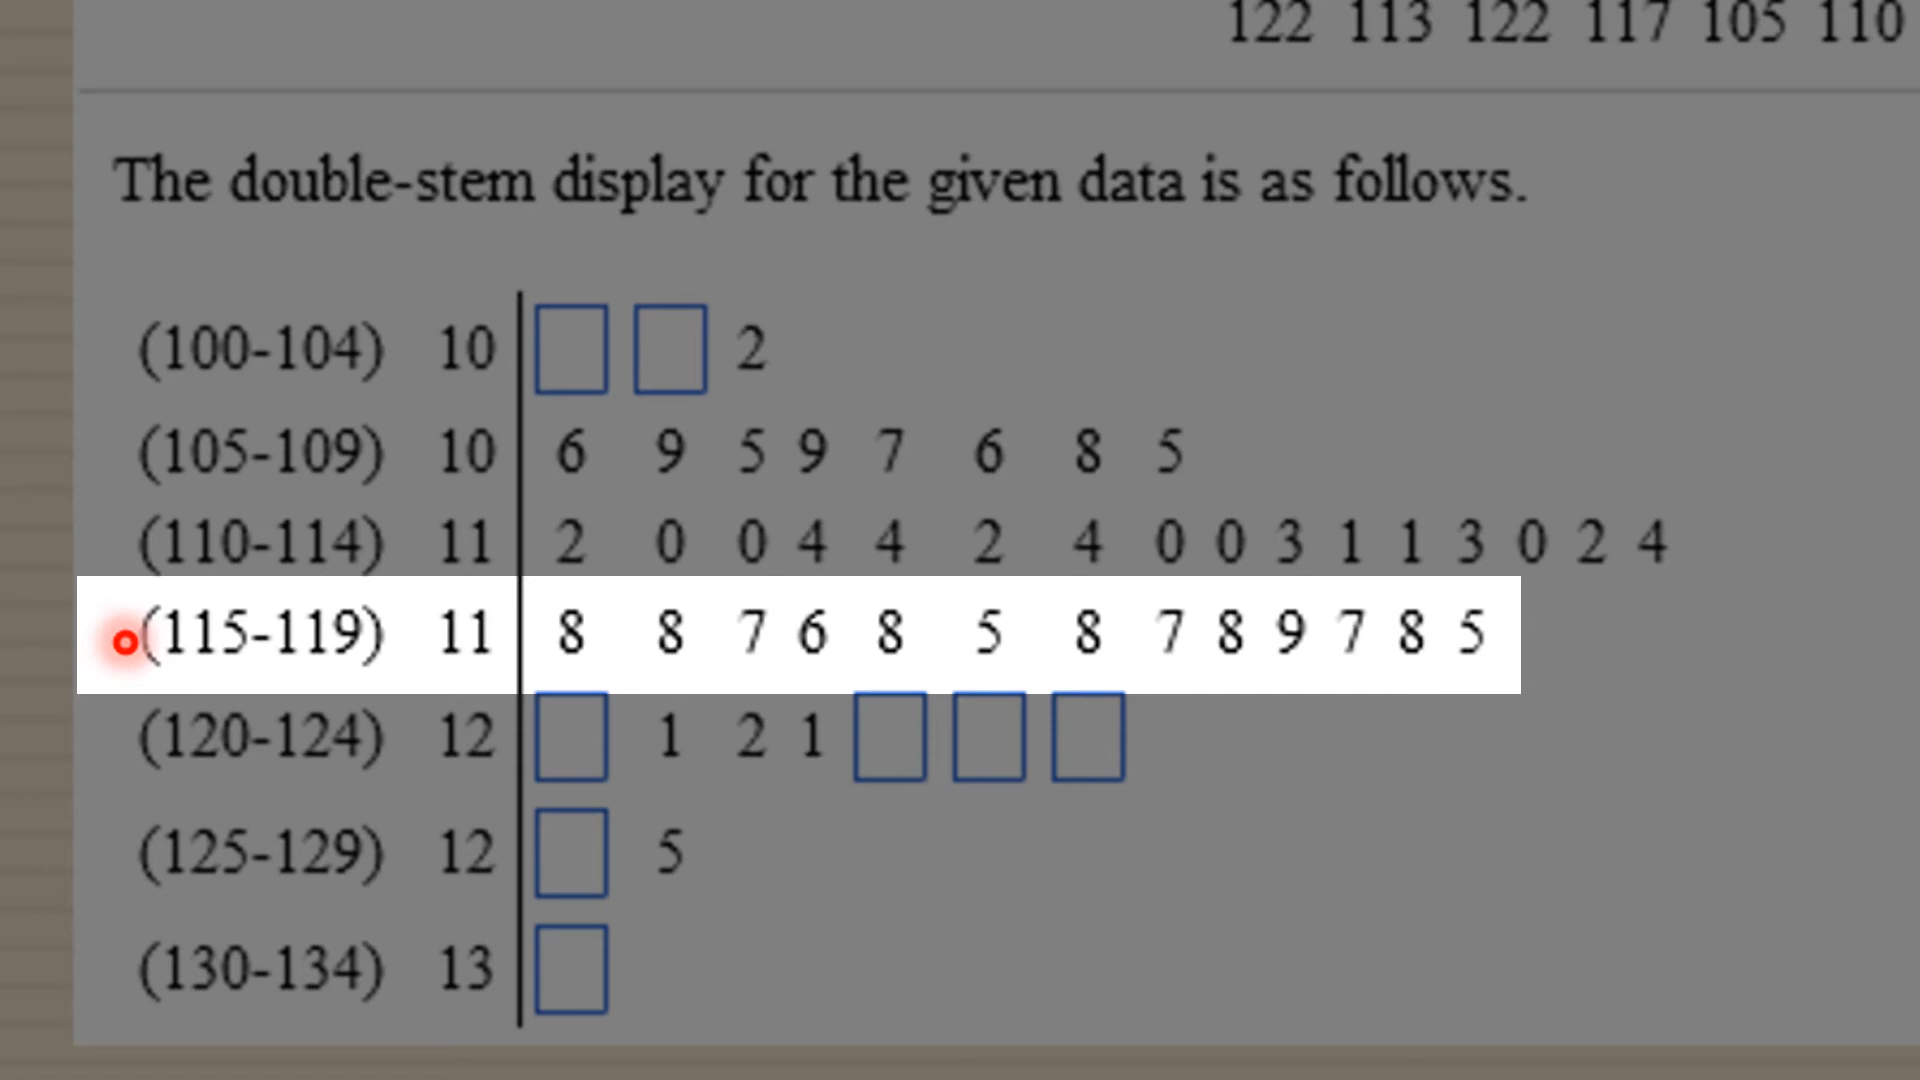 122 113 122 117 105 110
The double-stem display for the given data is as follows.
(100-104) 10 2
(105-109) 10 6 9 5 9 7 6 8 5
(110-114) 11 2 0 0 4 4 2 4 0 0 3 1 1 3 0 2 4
(115-119) 11 8 8 7 6 8 5 8 7 8 9 7 8 5
(120-124) 12 1 2 1
(125-129) 12 5
(130-134) 13